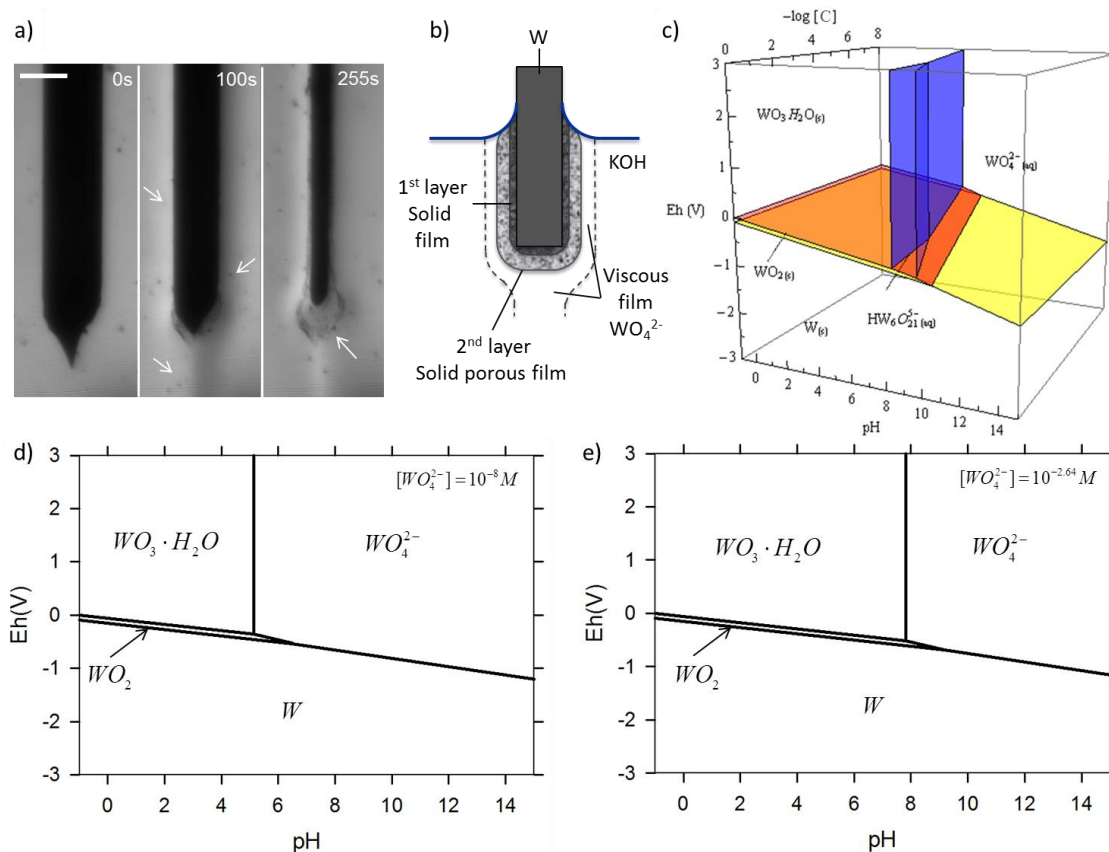 a)
0s
100s
255s
b)
W
KOH
1st layer
Solid
film
Viscous
film
WO₄²⁻
2nd layer
Solid porous film
c)
−log [C]
0 2 4 6 8
3
2
1
0
−1
−2
−3
Eh (V)
WO₃H₂O(s)
WO₄²⁻(aq)
WO₂(s)
W(s)
HW₆O₂₁⁵⁻(aq)
0 2 4 6 8 10 12 14
pH
d)
[WO₄²⁻]=10⁻⁸M
3
2
1
0
-1
-2
-3
Eh(V)
WO₃·H₂O
WO₄²⁻
WO₂
W
0 2 4 6 8 10 12 14
pH
e)
[WO₄²⁻]=10⁻²·⁶⁴M
3
2
1
0
-1
-2
-3
Eh(V)
WO₃·H₂O
WO₄²⁻
WO₂
W
0 2 4 6 8 10 12 14
pH